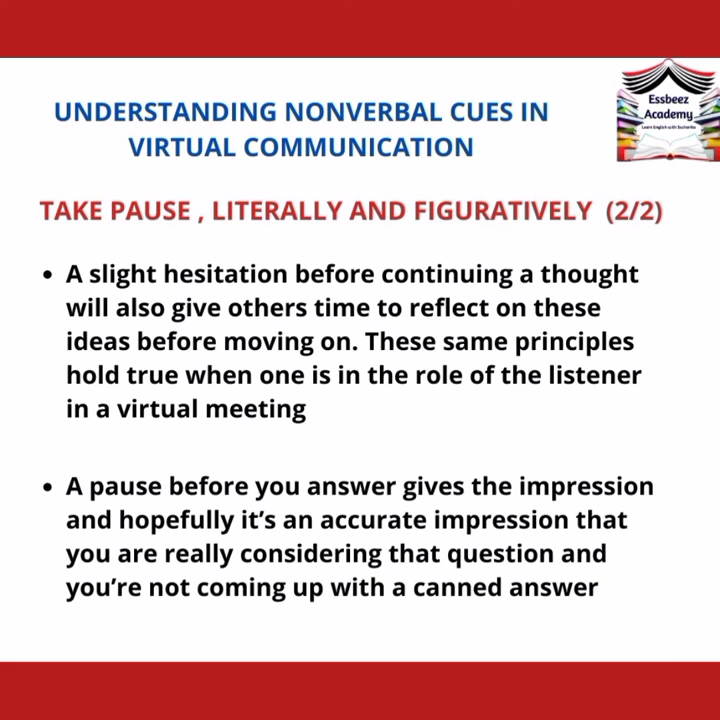 Essbeez
Academy
UNDERSTANDING NONVERBAL CUES IN
VIRTUAL COMMUNICATION
TAKE PAUSE , LITERALLY AND FIGURATIVELY (2/2)
• A slight hesitation before continuing a thought
will also give others time to reflect on these
ideas before moving on. These same principles
hold true when one is in the role of the listener
in a virtual meeting
• A pause before you answer gives the impression
and hopefully it’s an accurate impression that
you are really considering that question and
you’re not coming up with a canned answer